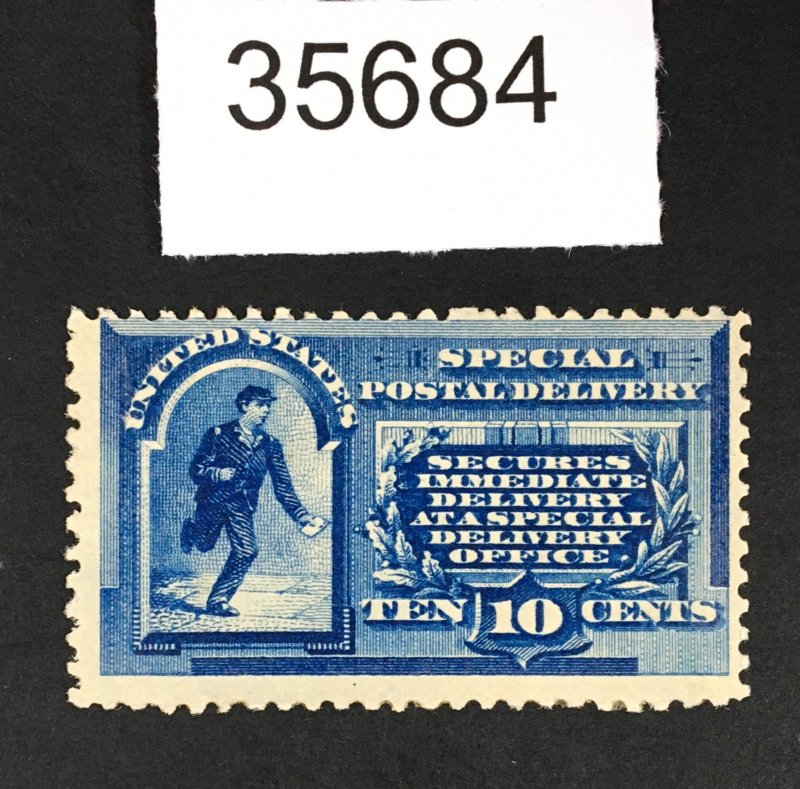 35684
UNITED STATES
SPECIAL
POSTAL DELIVERY
SECURES
IMMEDIATE
DELIVERY
AT A SPECIAL
DELIVERY
OFFICE.
TEN 10 CENTS